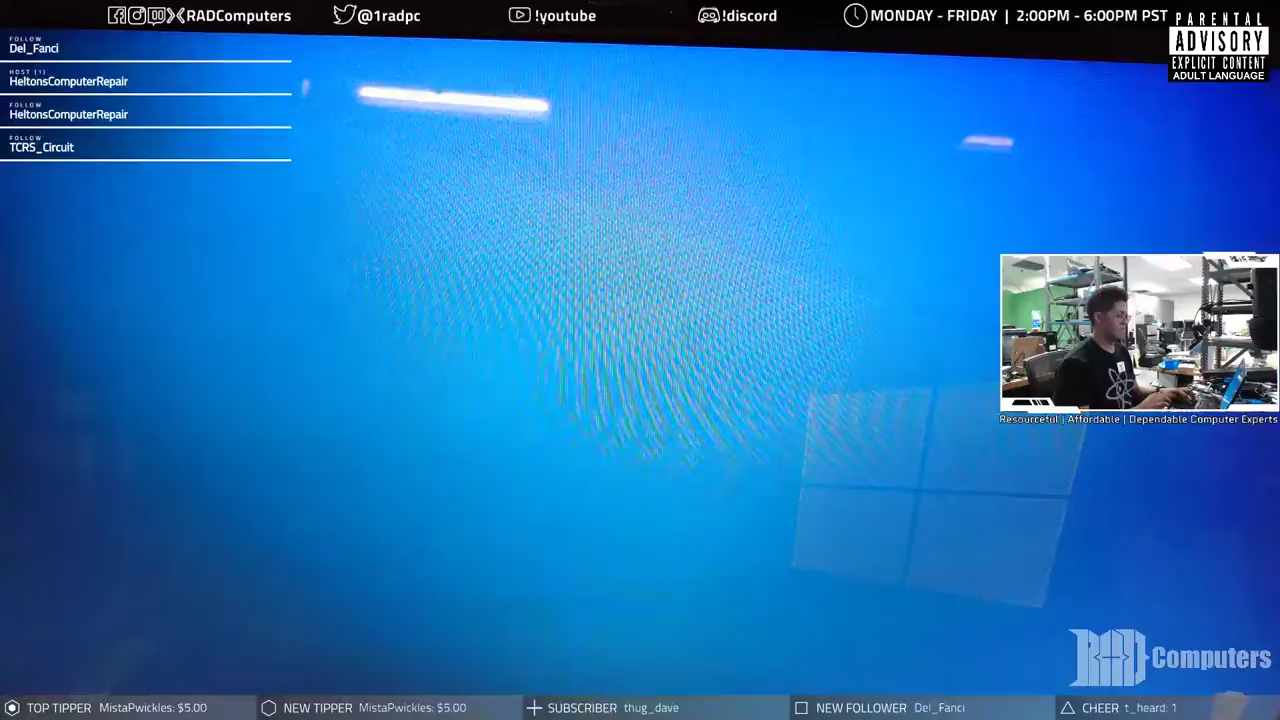 RADComputers @1radpc !youtube !discord MONDAY - FRIDAY | 2:00PM - 6:00PM PST
PARENTAL
ADVISORY
EXPLICIT CONTENT
ADULT LANGUAGE
FOLLOW
Del_Fanci
HOST (1)
HeltonsComputerRepair
FOLLOW
HeltonsComputerRepair
FOLLOW
TCRS_Circuit
Resourceful | Affordable | Dependable Computer Experts
RAD Computers
TOP TIPPER MistaPwickles: $5.00 NEW TIPPER MistaPwickles: $5.00 SUBSCRIBER thug_dave NEW FOLLOWER Del_Fanci CHEER t_heard: 1